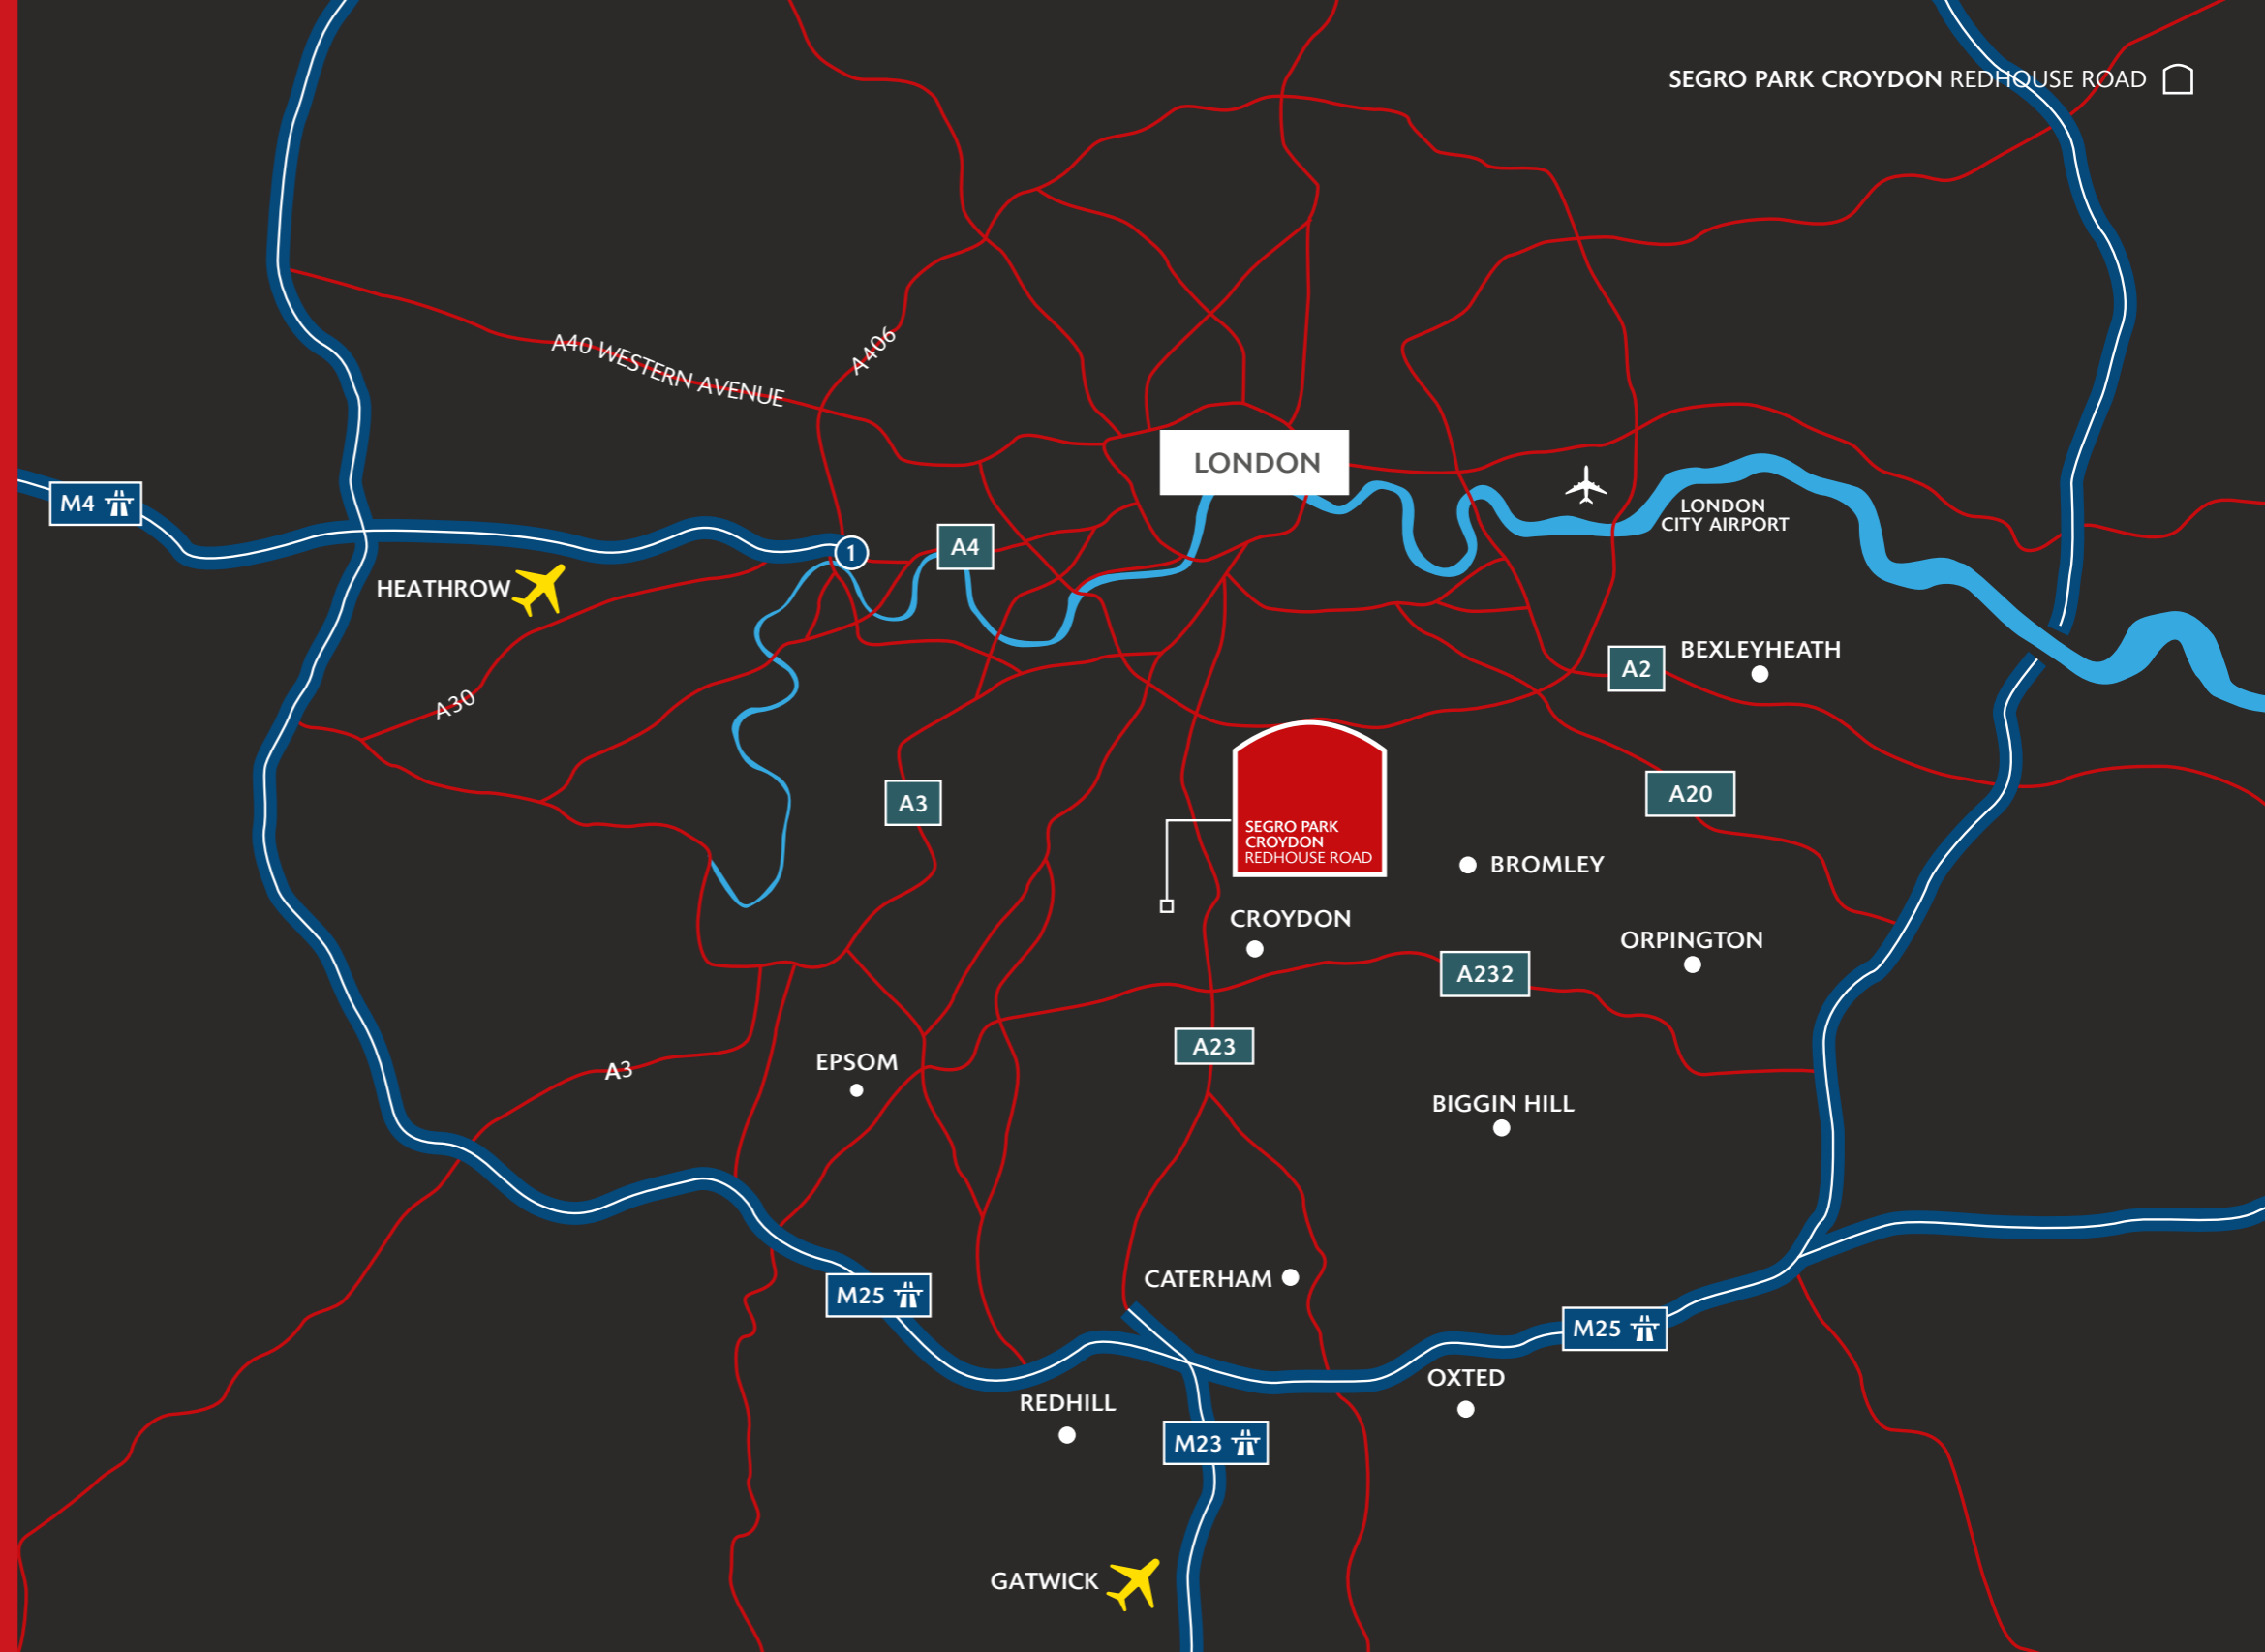 SEGRO PARK CROYDON REDHOUSE ROAD
A406
A40 WESTERN AVENUE
LONDON
M4
LONDON
CITY AIRPORT
1
A4
HEATHROW
BEXLEYHEATH
A2
A30
A3
A20
SEGRO PARK
CROYDON
REDHOUSE ROAD
BROMLEY
CROYDON
ORPINGTON
A232
A23
EPSOM
A3
BIGGIN HILL
CATERHAM
M25
M25
OXTED
REDHILL
M23
GATWICK